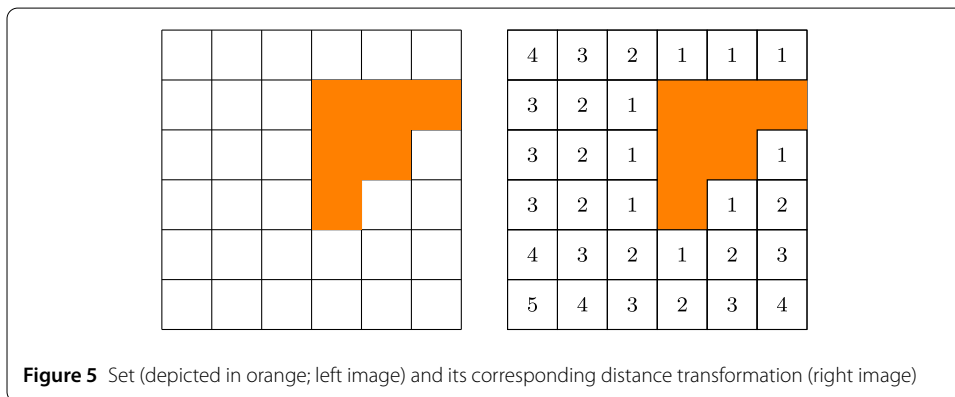 4 3 2 1 1 1
3 2 1
3 2 1 1
3 2 1 1 2
4 3 2 1 2 3
5 4 3 2 3 4
Figure 5 Set (depicted in orange; left image) and its corresponding distance transformation (right image)